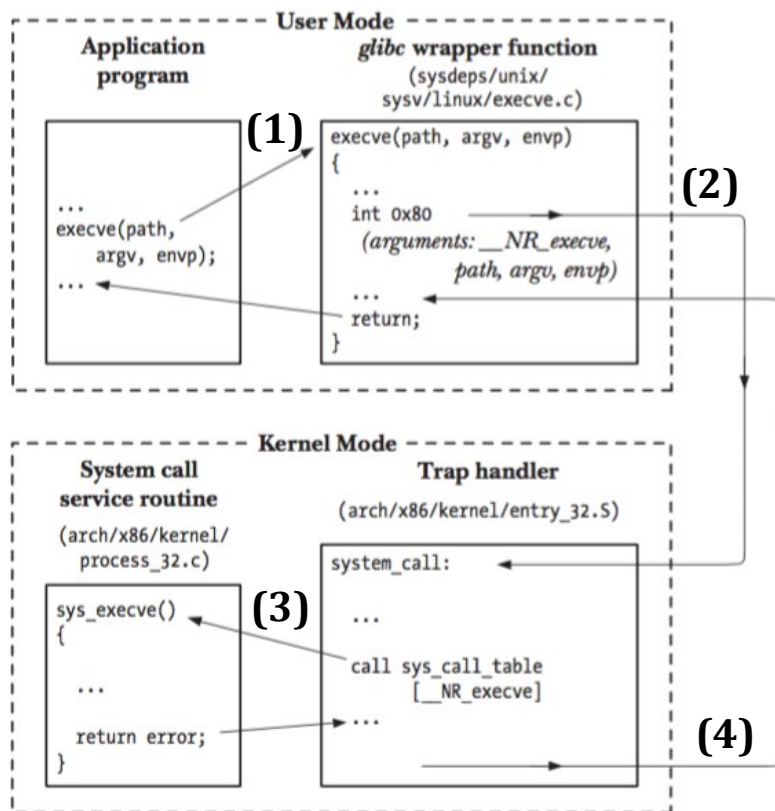 User Mode
Application
program
glibc wrapper function
(sysdeps/unix/
sysv/linux/execve.c)
(1)
...
execve(path,
argv, envp);
...
execve(path, argv, envp)
{
...
int 0x80
(arguments: __NR_execve,
path, argv, envp)
...
return;
}
(2)
Kernel Mode
System call
service routine
(arch/x86/kernel/
process_32.c)
Trap handler
(arch/x86/kernel/entry_32.S)
sys_execve()
{
...
return error;
}
(3)
system_call:
...
call sys_call_table
[__NR_execve]
...
(4)